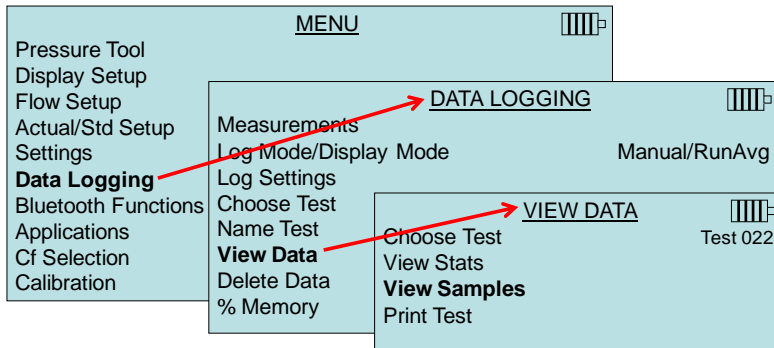 MENU
Pressure Tool
Display Setup
Flow Setup
Actual/Std Setup
Settings
Data Logging
Bluetooth Functions
Applications
Cf Selection
Calibration
DATA LOGGING
Measurements
Log Mode/Display Mode Manual/RunAvg
Log Settings
Choose Test
Name Test
View Data
Delete Data
% Memory
VIEW DATA
Choose Test Test 022
View Stats
View Samples
Print Test